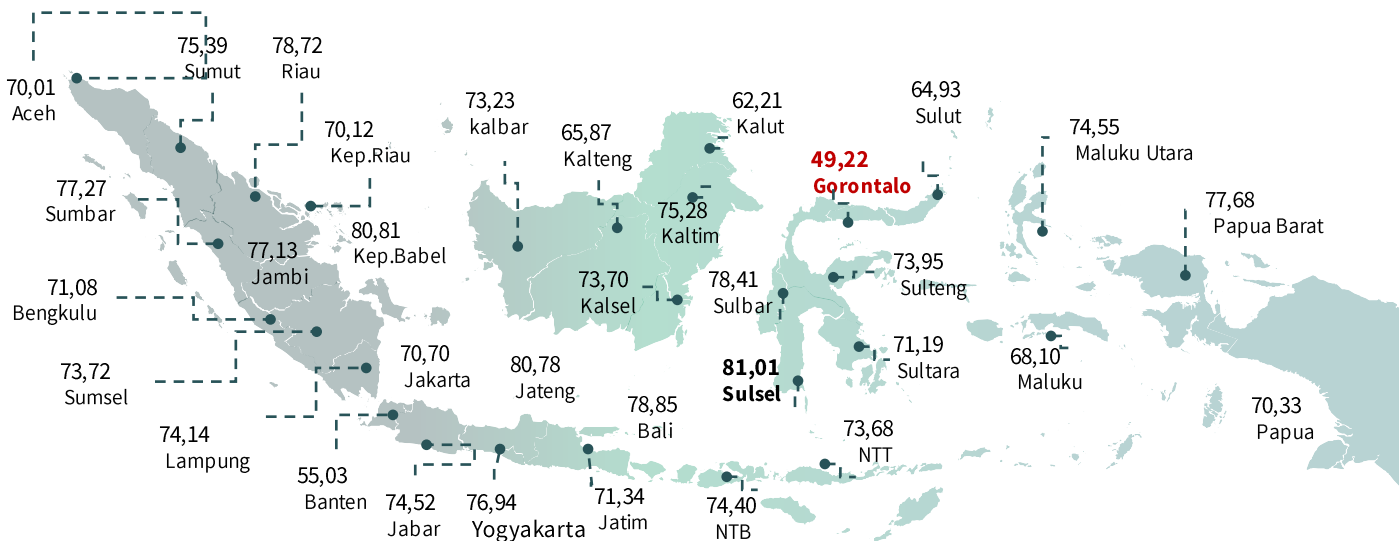 70,01
Aceh
75,39
Sumut
78,72
Riau
70,12
Kep.Riau
77,27
Sumbar
77,13
Jambi
80,81
Kep.Babel
71,08
Bengkulu
73,72
Sumsel
74,14
Lampung
55,03
Banten
70,70
Jakarta
74,52
Jabar
80,78
Jateng
76,94
Yogyakarta
71,34
Jatim
78,85
Bali
74,40
NTB
73,68
NTT
73,23
kalbar
65,87
Kalteng
62,21
Kalut
75,28
Kaltim
73,70
Kalsel
64,93
Sulut
49,22
Gorontalo
73,95
Sulteng
78,41
Sulbar
81,01
Sulsel
71,19
Sultara
74,55
Maluku Utara
68,10
Maluku
77,68
Papua Barat
70,33
Papua